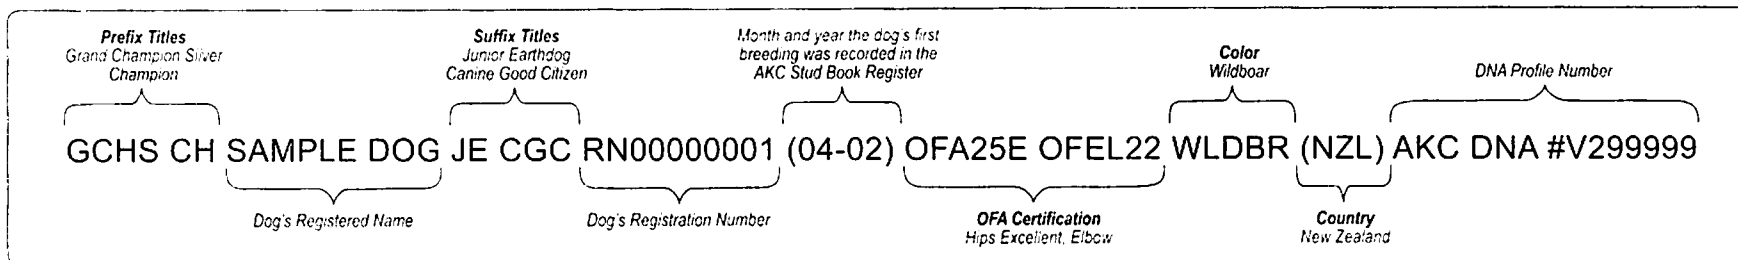 Prefix Titles
Grand Champion Silver
Champion
Suffix Titles
Junior Earthdog
Canine Good Citizen
Month and year the dog's first
breeding was recorded in the
AKC Stud Book Register
Color
Wildboar
DNA Profile Number
GCHS CH SAMPLE DOG JE CGC RN00000001 (04-02) OFA25E OFEL22 WLDBR (NZL) AKC DNA #V299999
Dog's Registered Name
Dog's Registration Number
OFA Certification
Hips Excellent, Elbow
Country
New Zealand